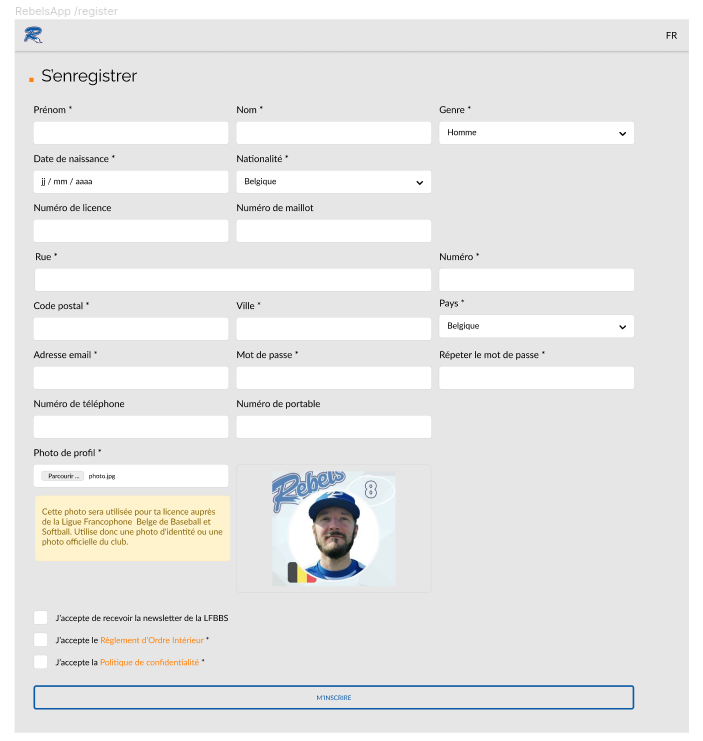 RebelsApp /register
R
FR
S'enregistrer
Prénom * Nom * Genre *
Homme
Date de naissance * Nationalité *
jj / mm / aaaa Belgique
Numéro de licence Numéro de maillot
Rue * Numéro *
Code postal * Ville * Pays *
Belgique
Adresse email * Mot de passe * Répeter le mot de passe *
Numéro de téléphone Numéro de portable
Photo de profil *
Parcourir ... photo.jpg
Rebels
8
Cette photo sera utilisée pour ta licence auprès
de la Ligue Francophone Belge de Baseball et
Softball. Utilise donc une photo d'identité ou une
photo officielle du club.
J'accepte de recevoir la newsletter de la LFBBS
J'accepte le Règlement d'Ordre Intérieur *
J'accepte la Politique de confidentialité *
M'INSCRIRE